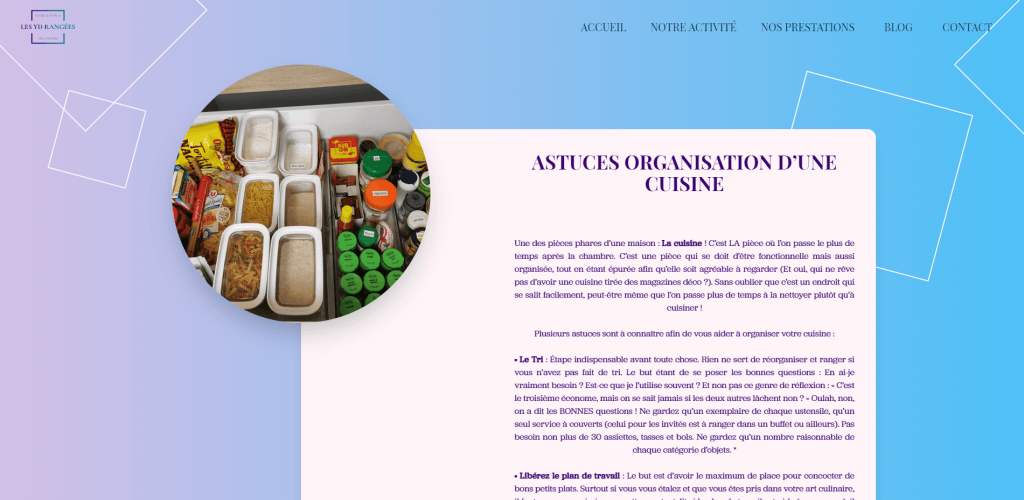 LES YD RANGÉES
ACCUEIL
NOTRE ACTIVITÉ
NOS PRESTATIONS
BLOG
CONTACT
ASTUCES ORGANISATION D’UNE
CUISINE
Une des pièces phares d’une maison : La cuisine ! C’est LA pièce où l’on passe le plus de
temps après la chambre. C’est une pièce qui se doit d’être fonctionnelle mais aussi
organisée, tout en étant épurée afin qu’elle soit agréable à regarder (Et oui, qui ne rêve
pas d’avoir une cuisine tirée des magazines déco ?). Sans oublier que c’est un endroit qui
se salit facilement, peut-être même que l’on passe plus de temps à la nettoyer plutôt qu’à
cuisiner !
Plusieurs astuces sont à connaître afin de vous aider à organiser votre cuisine :
• Le Tri : Étape indispensable avant toute chose. Rien ne sert de réorganiser et ranger si
vous n’avez pas fait de tri. Le but étant de se poser les bonnes questions : En ai-je
vraiment besoin ? Est-ce que je l’utilise souvent ? Et non pas ce genre de réflexion : « C’est
le troisième économe, mais on se sait jamais si les deux autres lâchent non ? » Oulah, non,
on a dit les BONNES questions ! Ne gardez qu’un exemplaire de chaque ustensile, qu’un
seul service à couverts (celui pour les invités est à ranger dans un buffet ou ailleurs). Pas
besoin non plus de 30 assiettes, tasses et bols. Ne gardez qu’un nombre raisonnable de
chaque catégorie d’objets. *
• Libérez le plan de travail : Le but est d’avoir le maximum de place pour concocter de
bons petits plats. Surtout si vous vous étalez et que vous êtes pris dans votre art culinaire,